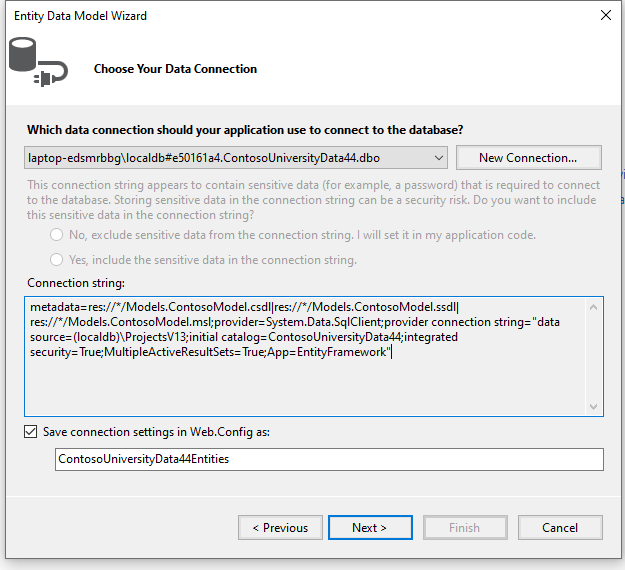 Entity Data Model Wizard
Choose Your Data Connection
Which data connection should your application use to connect to the database?
laptop-edsmrbbg\localdb#e50161a4.ContosoUniversityData44.dbo
New Connection...
This connection string appears to contain sensitive data (for example, a password) that is required to connect
to the database. Storing sensitive data in the connection string can be a security risk. Do you want to include
this sensitive data in the connection string?
No, exclude sensitive data from the connection string. I will set it in my application code.
Yes, include the sensitive data in the connection string.
Connection string:
metadata=res://*/Models.ContosoModel.csdl|res://*/Models.ContosoModel.ssdl|
res://*/Models.ContosoModel.msl;provider=System.Data.SqlClient;provider connection string="data
source=(localdb)\ProjectsV13;initial catalog=ContosoUniversityData44;integrated
security=True;MultipleActiveResultSets=True;App=EntityFramework"
Save connection settings in Web.Config as:
ContosoUniversityData44Entities
< Previous
Next >
Finish
Cancel